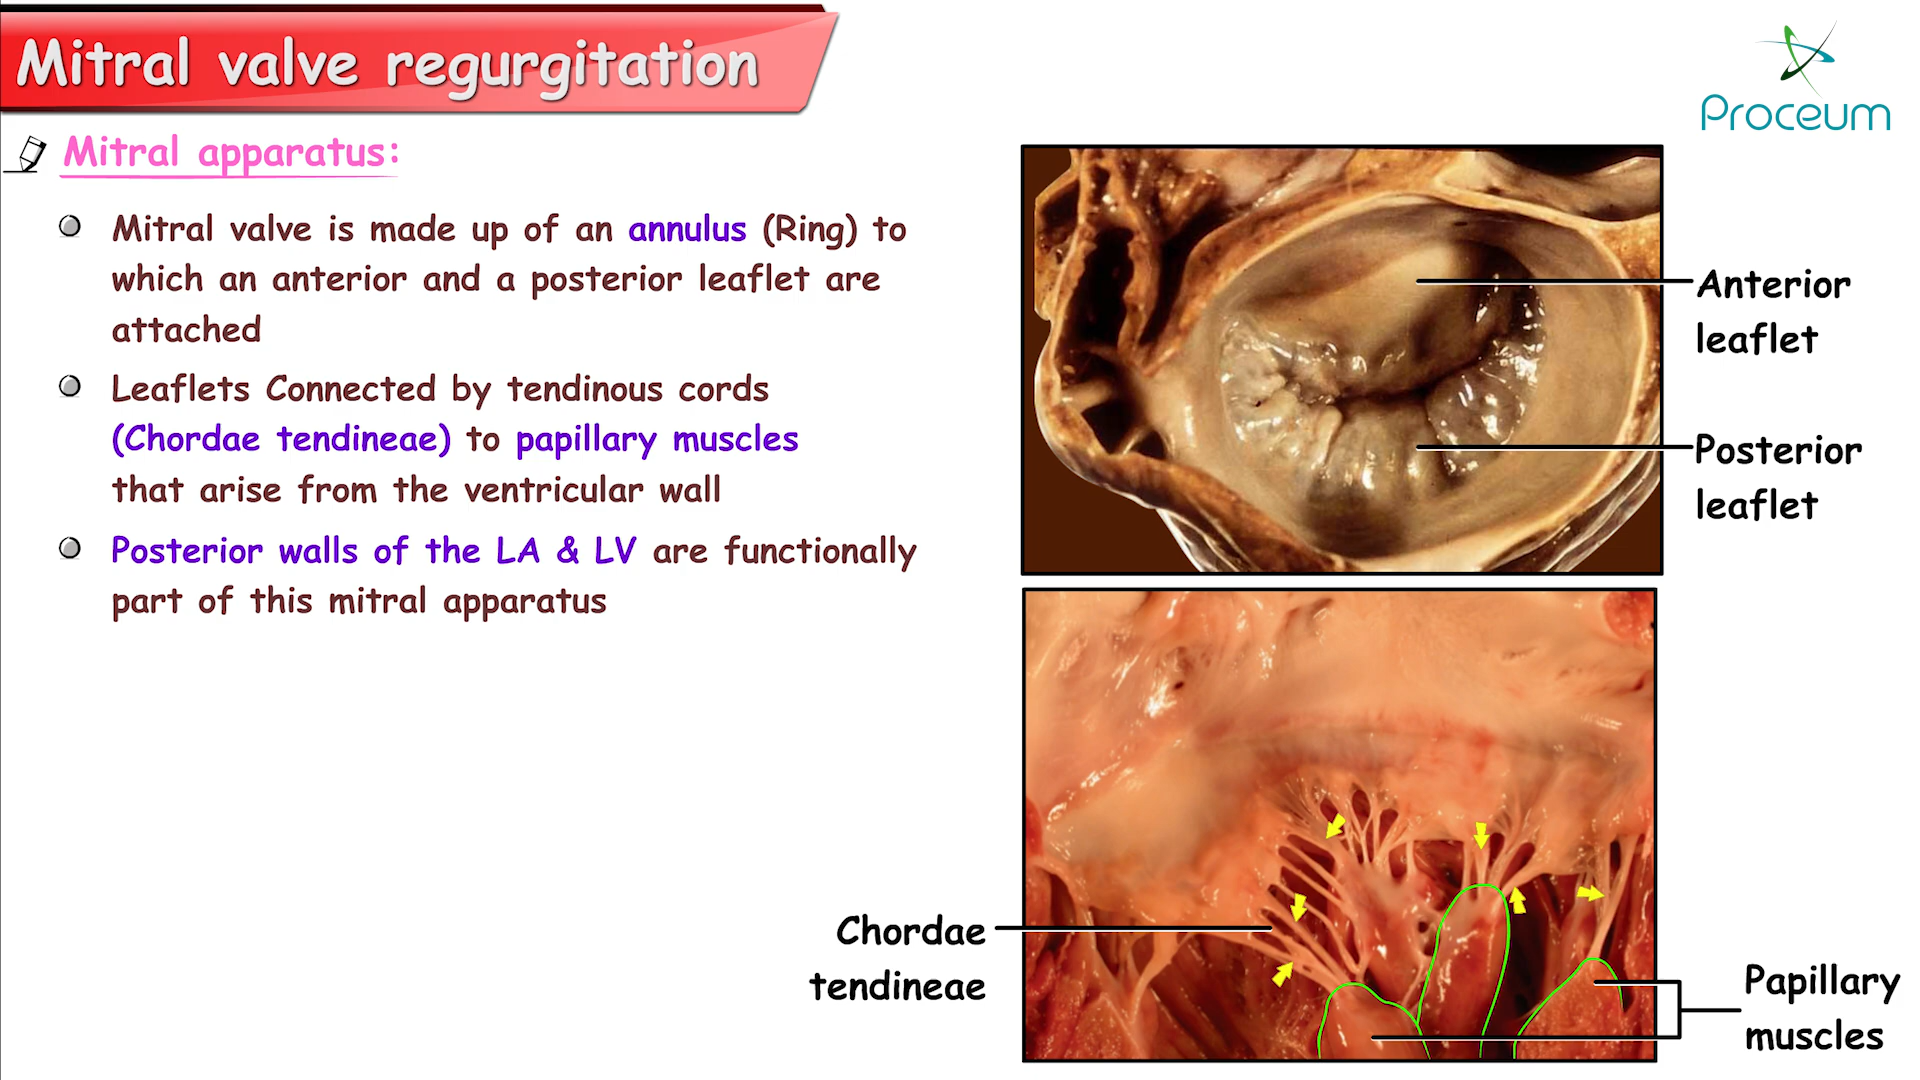 Mitral valve regurgitation
Proceum
Mitral apparatus:
Mitral valve is made up of an annulus (Ring) to
which an anterior and a posterior leaflet are
attached
Leaflets Connected by tendinous cords
(Chordae tendineae) to papillary muscles
that arise from the ventricular wall
Posterior walls of the LA & LV are functionally
part of this mitral apparatus
Anterior
leaflet
Posterior
leaflet
Chordae
tendineae
Papillary
muscles